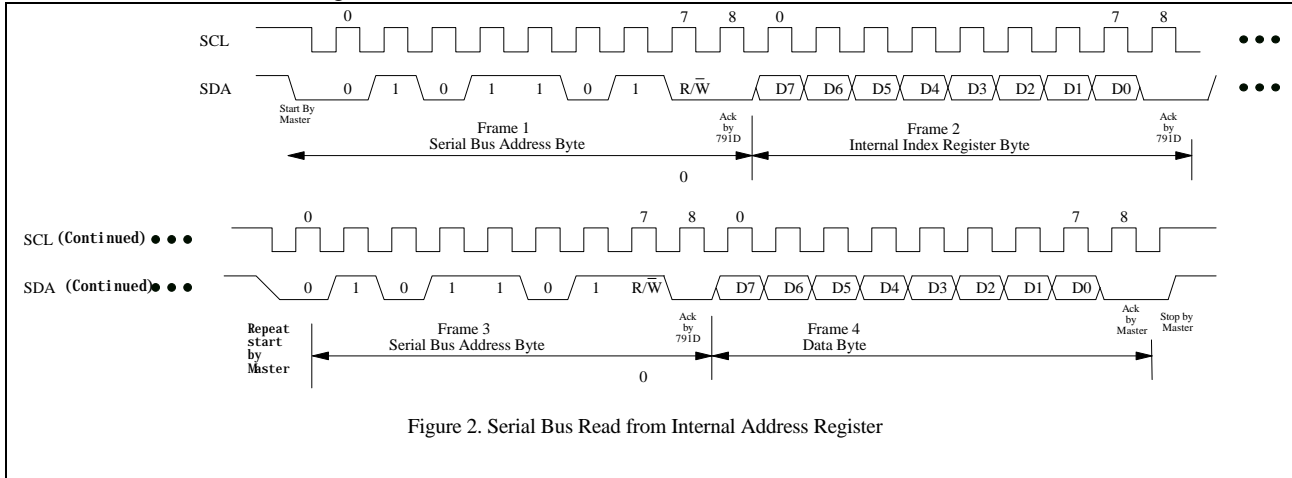 0 7 8 0 7 8
SCL
SDA 0 1 0 1 1 0 1 R/W̅ D7 D6 D5 D4 D3 D2 D1 D0
Start By
Master
Ack
by
791D
Ack
by
791D
Frame 1
Serial Bus Address Byte
Frame 2
Internal Index Register Byte
0
0 7 8 0 7 8
SCL (Continued)
SDA (Continued) 0 1 0 1 1 0 1 R/W̅ D7 D6 D5 D4 D3 D2 D1 D0
Repeat
start
by
Master
Frame 3
Serial Bus Address Byte
Ack
by
791D
Frame 4
Data Byte
Ack
by
Master
Stop by
Master
0
Figure 2. Serial Bus Read from Internal Address Register